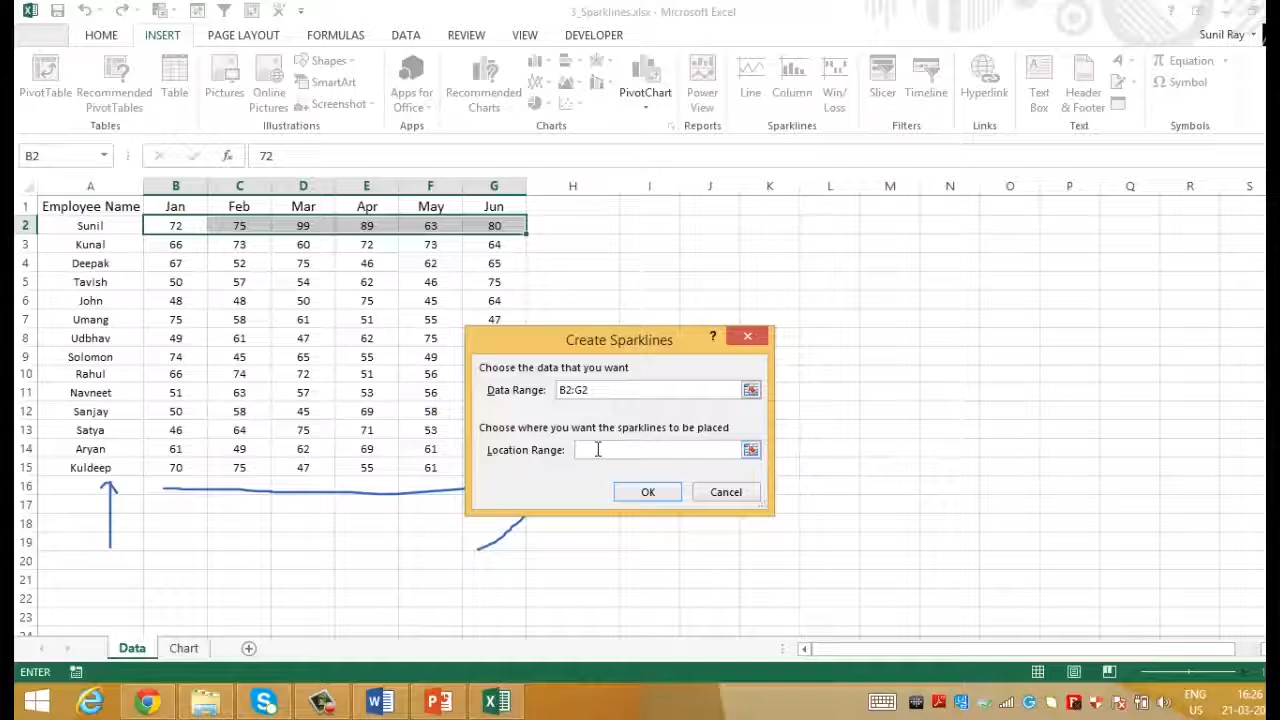 3_Sparklines.xlsx - Microsoft Excel
?
HOME INSERT PAGE LAYOUT FORMULAS DATA REVIEW VIEW DEVELOPER Sunil Ray
PivotTable Recommended PivotTables Table Pictures Online Pictures Shapes SmartArt Screenshot Apps for Office Recommended Charts PivotChart Power View Line Column Win/Loss Slicer Timeline Hyperlink Text Box Header & Footer Equation Symbol
Tables Illustrations Apps Charts Reports Sparklines Filters Links Text Symbols
B2 fx 72
A B C D E F G H I J K L M N O P Q R S
1 Employee Name Jan Feb Mar Apr May Jun
2 Sunil 72 75 99 89 63 80
3 Kunal 66 73 60 72 73 64
4 Deepak 67 52 75 46 62 65
5 Tavish 50 57 54 62 46 75
6 John 48 48 50 75 45 64
7 Umang 75 58 61 51 55 47
8 Udbhav 49 61 47 62 75
9 Solomon 74 45 65 55 49
10 Rahul 66 74 72 51 56
11 Navneet 51 63 57 53 56
12 Sanjay 50 58 45 69 58
13 Satya 46 64 75 71 53
14 Aryan 61 49 62 69 61
15 Kuldeep 70 75 47 55 61
16
17
18
19
20
21
22
23
Create Sparklines ?
Choose the data that you want
Data Range: B2:G2
Choose where you want the sparklines to be placed
Location Range:
OK Cancel
Data Chart
ENTER
ENG 16:26
US 21-03-20